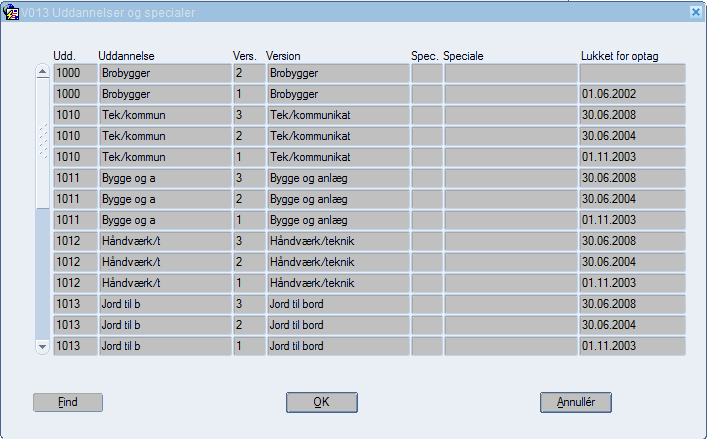 V013 Uddannelser og specialer
Udd. Uddannelse Vers. Version Spec. Speciale Lukket for optag
1000 Brobygger 2 Brobygger
1000 Brobygger 1 Brobygger 01.06.2002
1010 Tek/kommun 3 Tek/kommunikat 30.06.2008
1010 Tek/kommun 2 Tek/kommunikat 30.06.2004
1010 Tek/kommun 1 Tek/kommunikat 01.11.2003
1011 Bygge og a 3 Bygge og anlæg 30.06.2008
1011 Bygge og a 2 Bygge og anlæg 30.06.2004
1011 Bygge og a 1 Bygge og anlæg 01.11.2003
1012 Håndværk/t 3 Håndværk/teknik 30.06.2008
1012 Håndværk/t 2 Håndværk/teknik 30.06.2004
1012 Håndværk/t 1 Håndværk/teknik 01.11.2003
1013 Jord til b 3 Jord til bord 30.06.2008
1013 Jord til b 2 Jord til bord 30.06.2004
1013 Jord til b 1 Jord til bord 01.11.2003
Find OK Annullér